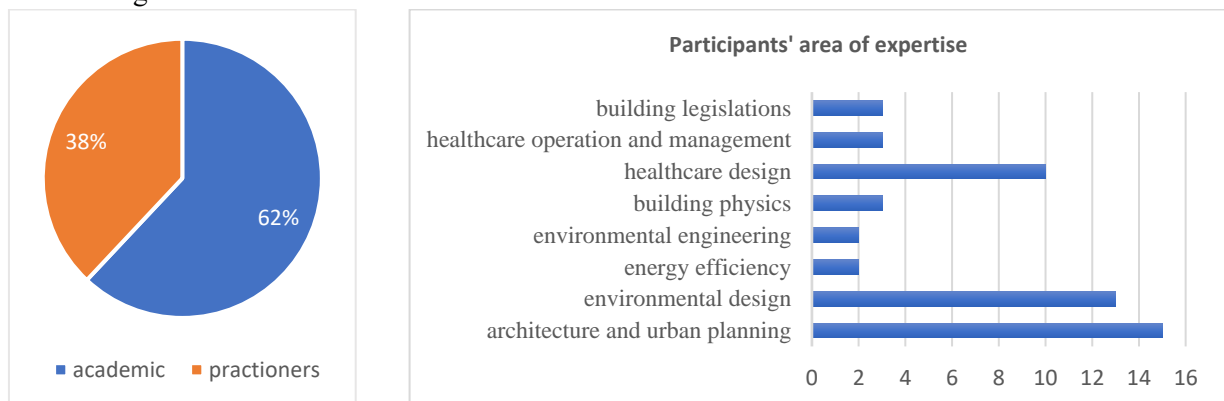 38%
62%
academic practioners
Participants' area of expertise
building legislations
healthcare operation and management
healthcare design
building physics
environmental engineering
energy efficiency
environmental design
architecture and urban planning
0 2 4 6 8 10 12 14 16